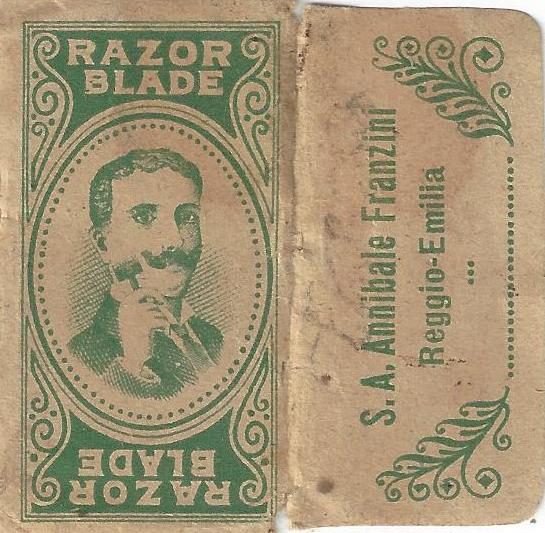 RAZOR
BLADE
RAZOR
BLADE
S. A. Annibale Franzini
Reggio-Emilia